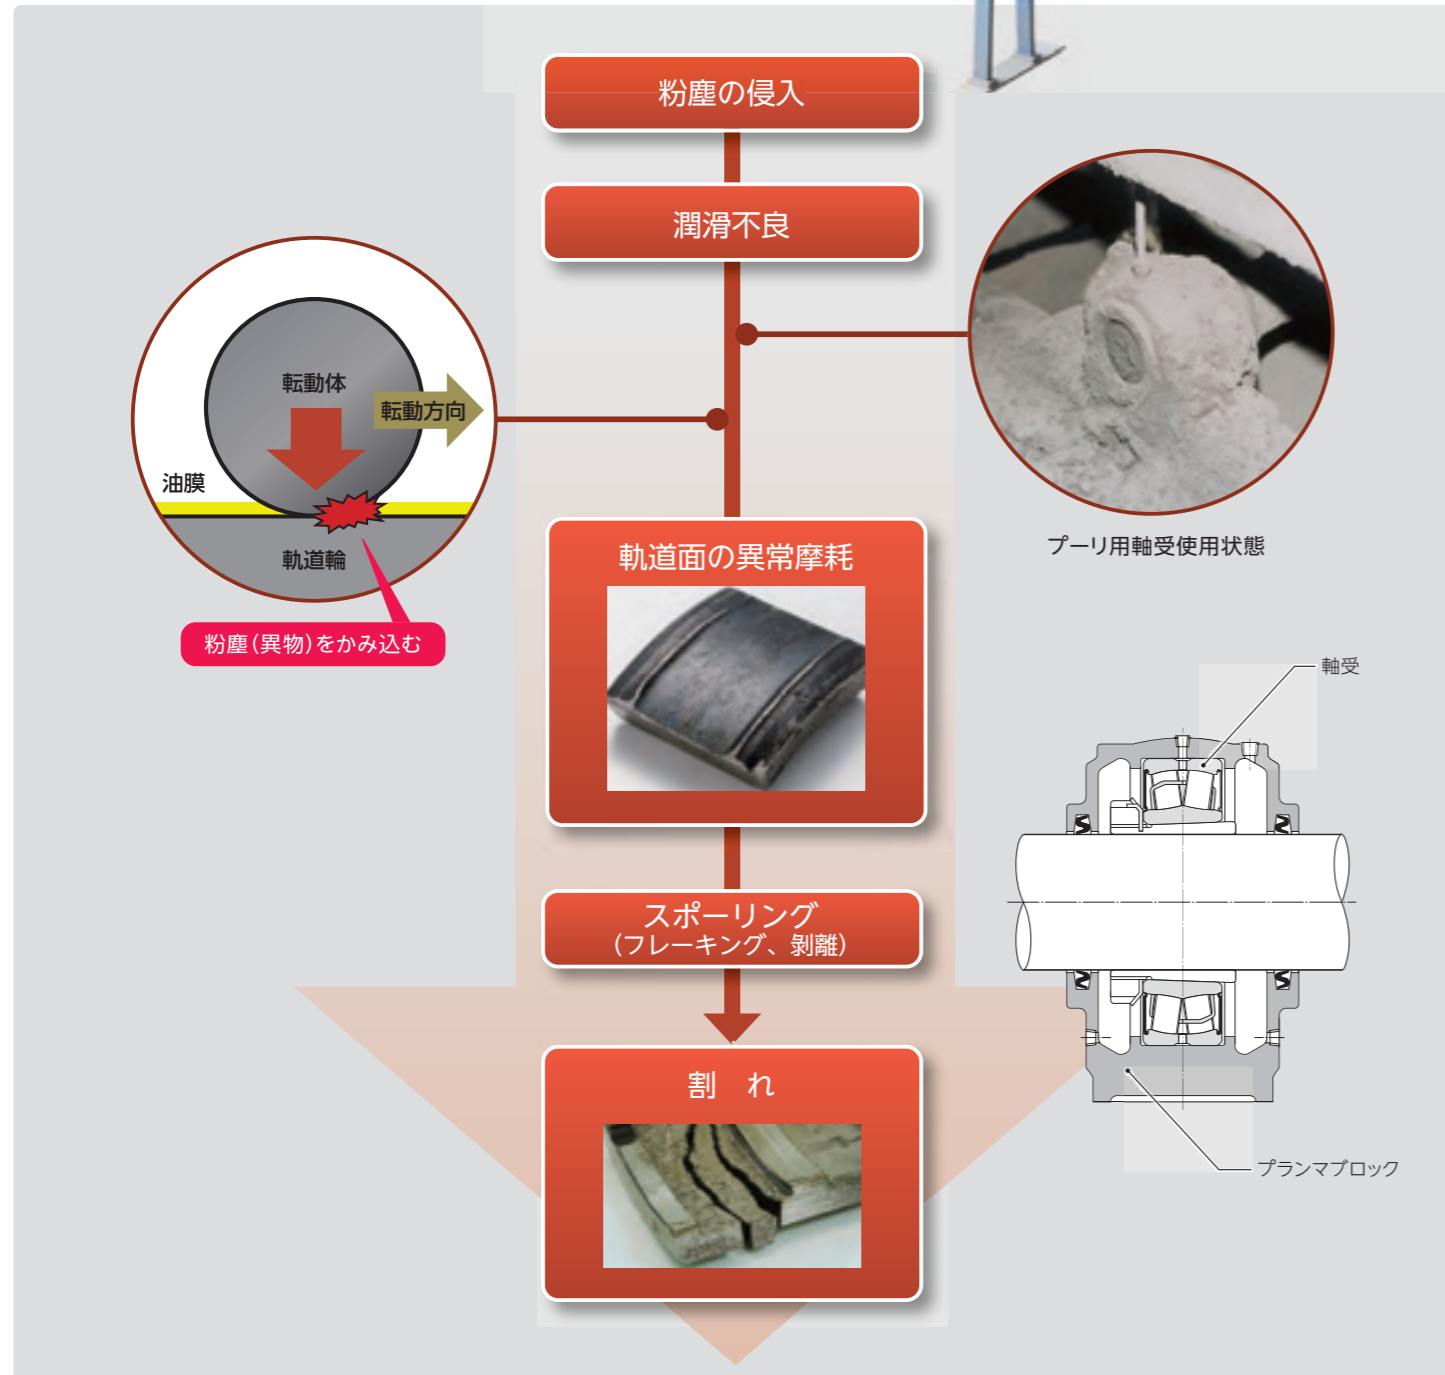 粉塵の侵入
潤滑不良
転動体
転動方向
油膜
軌道輪
粉塵(異物)をかみ込む
プーリ用軸受使用状態
軌道面の異常摩耗
軸受
スポーリング
(フレーキング、剝離)
割 れ
プランマブロック